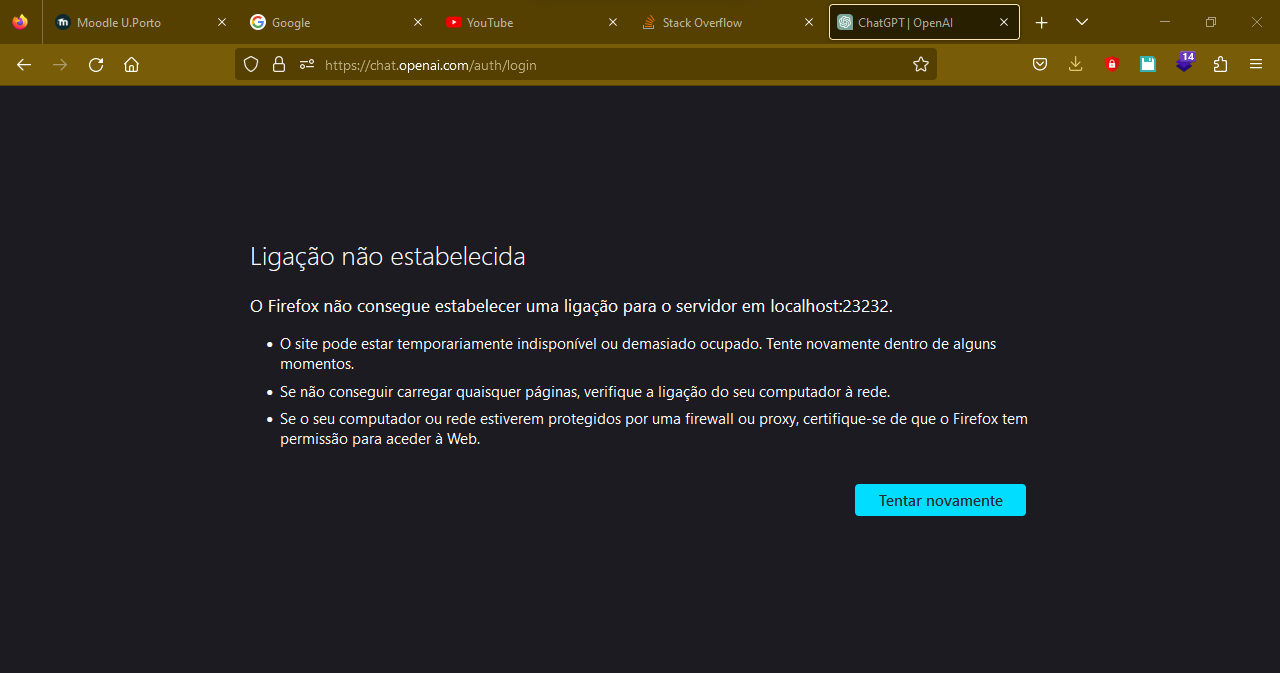 Moodle U.Porto
Google
YouTube
Stack Overflow
ChatGPT | OpenAI
https://chat.openai.com/auth/login
14
Ligação não estabelecida
O Firefox não consegue estabelecer uma ligação para o servidor em localhost:23232.
O site pode estar temporariamente indisponível ou demasiado ocupado. Tente novamente dentro de alguns
momentos.
Se não conseguir carregar quaisquer páginas, verifique a ligação do seu computador à rede.
Se o seu computador ou rede estiverem protegidos por uma firewall ou proxy, certifique-se de que o Firefox tem
permissão para aceder à Web.
Tentar novamente